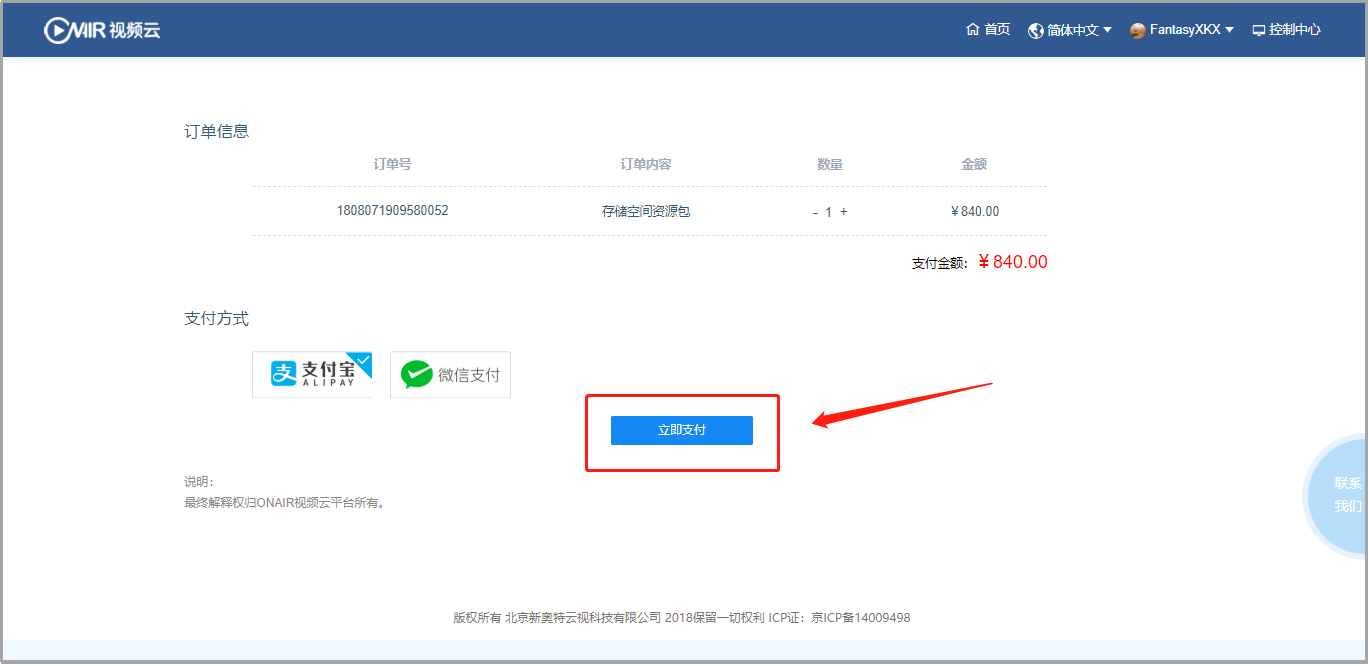 ONAIR 视频云 首页 简体中文 FantasyXKX 控制中心
订单信息
订单号 订单内容 数量 金额
1808071909580052 存储空间资源包 - 1 + ¥840.00
支付金额: ¥840.00
支付方式
支 支付宝 微信支付
ALIPAY
立即支付
说明:
最终解释权归ONAIR视频云平台所有。
联系
我们
版权所有 北京新奥特云视科技有限公司 2018保留一切权利 ICP证：京ICP备14009498